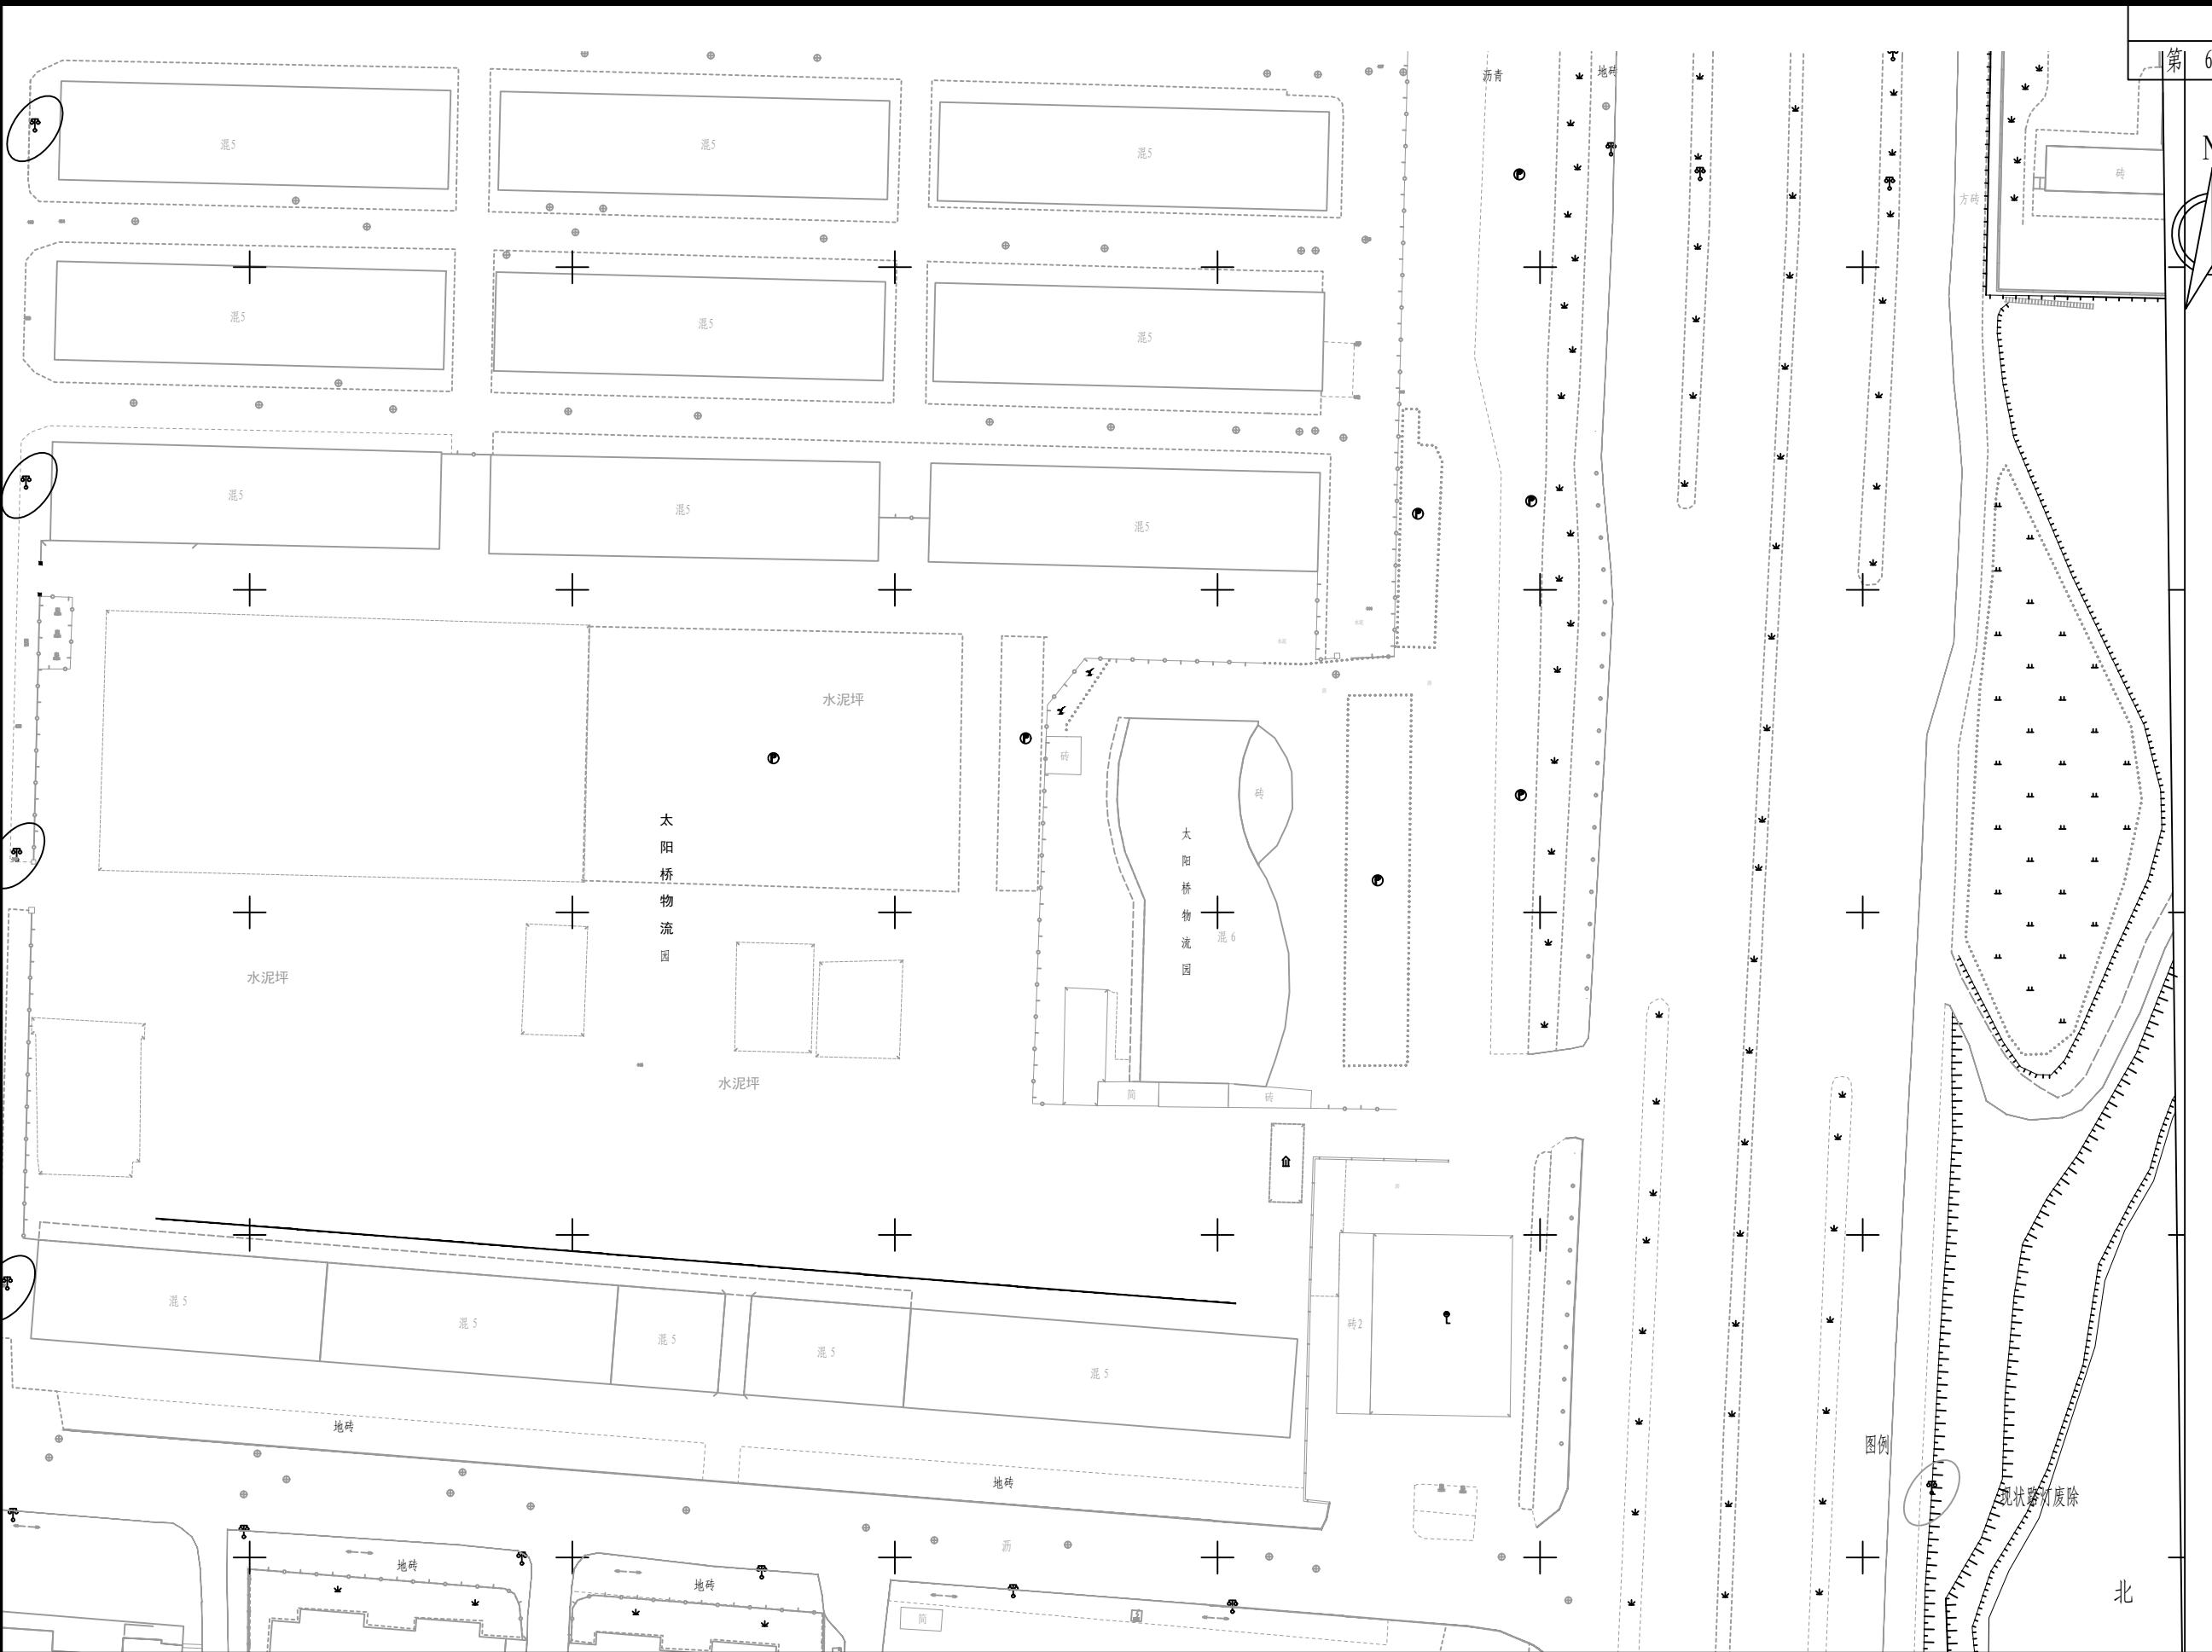 第 6
N
沥青
地砖
混5
混5
混5
方砖
砖
混5
混5
混5
混5
混5
混5
水泥坪
砖
砖
太阳桥物流园
太阳桥物流园
混 6
水泥坪
水泥坪
简
砖
混 5
混 5
混 5
混 5
混 5
砖2
地砖
地砖
图例
现状路灯废除
沥
地砖
地砖
简
北